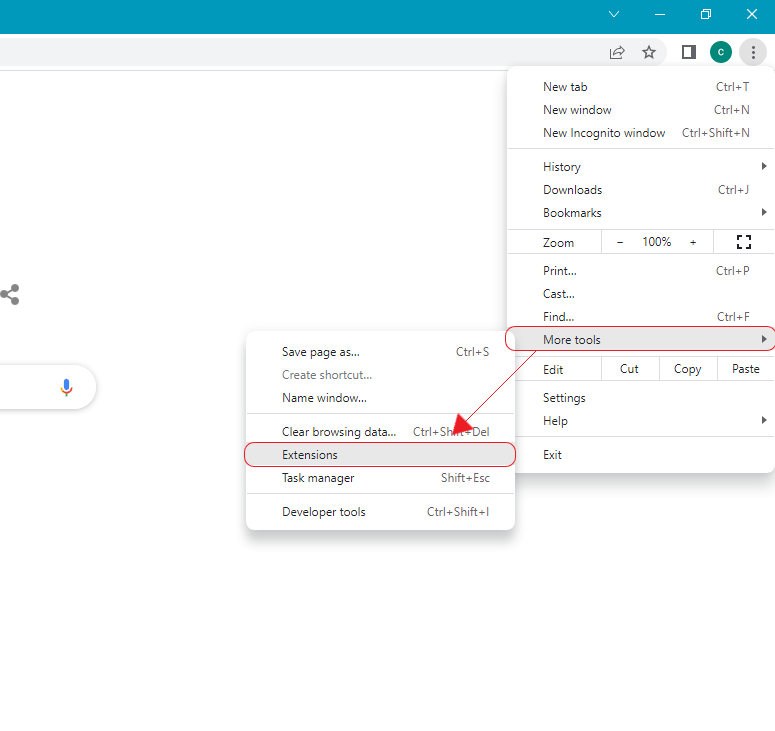 C
New tab Ctrl+T
New window Ctrl+N
New Incognito window Ctrl+Shift+N
History
Downloads Ctrl+J
Bookmarks
Zoom − 100% +
Print... Ctrl+P
Cast...
Find... Ctrl+F
More tools
Edit Cut Copy Paste
Settings
Help
Exit
Save page as... Ctrl+S
Create shortcut...
Name window...
Clear browsing data... Ctrl+Shift+Del
Extensions
Task manager Shift+Esc
Developer tools Ctrl+Shift+I